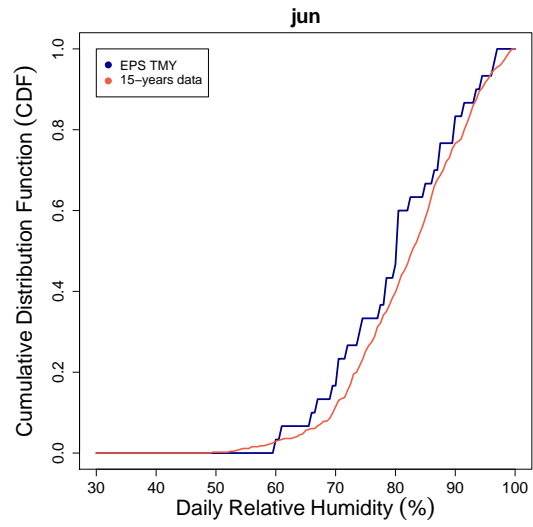 jun
EPS TMY
15−years data
Cumulative Distribution Function (CDF)
1.0
0.8
0.6
0.4
0.2
0.0
30 40 50 60 70 80 90 100
Daily Relative Humidity (%)